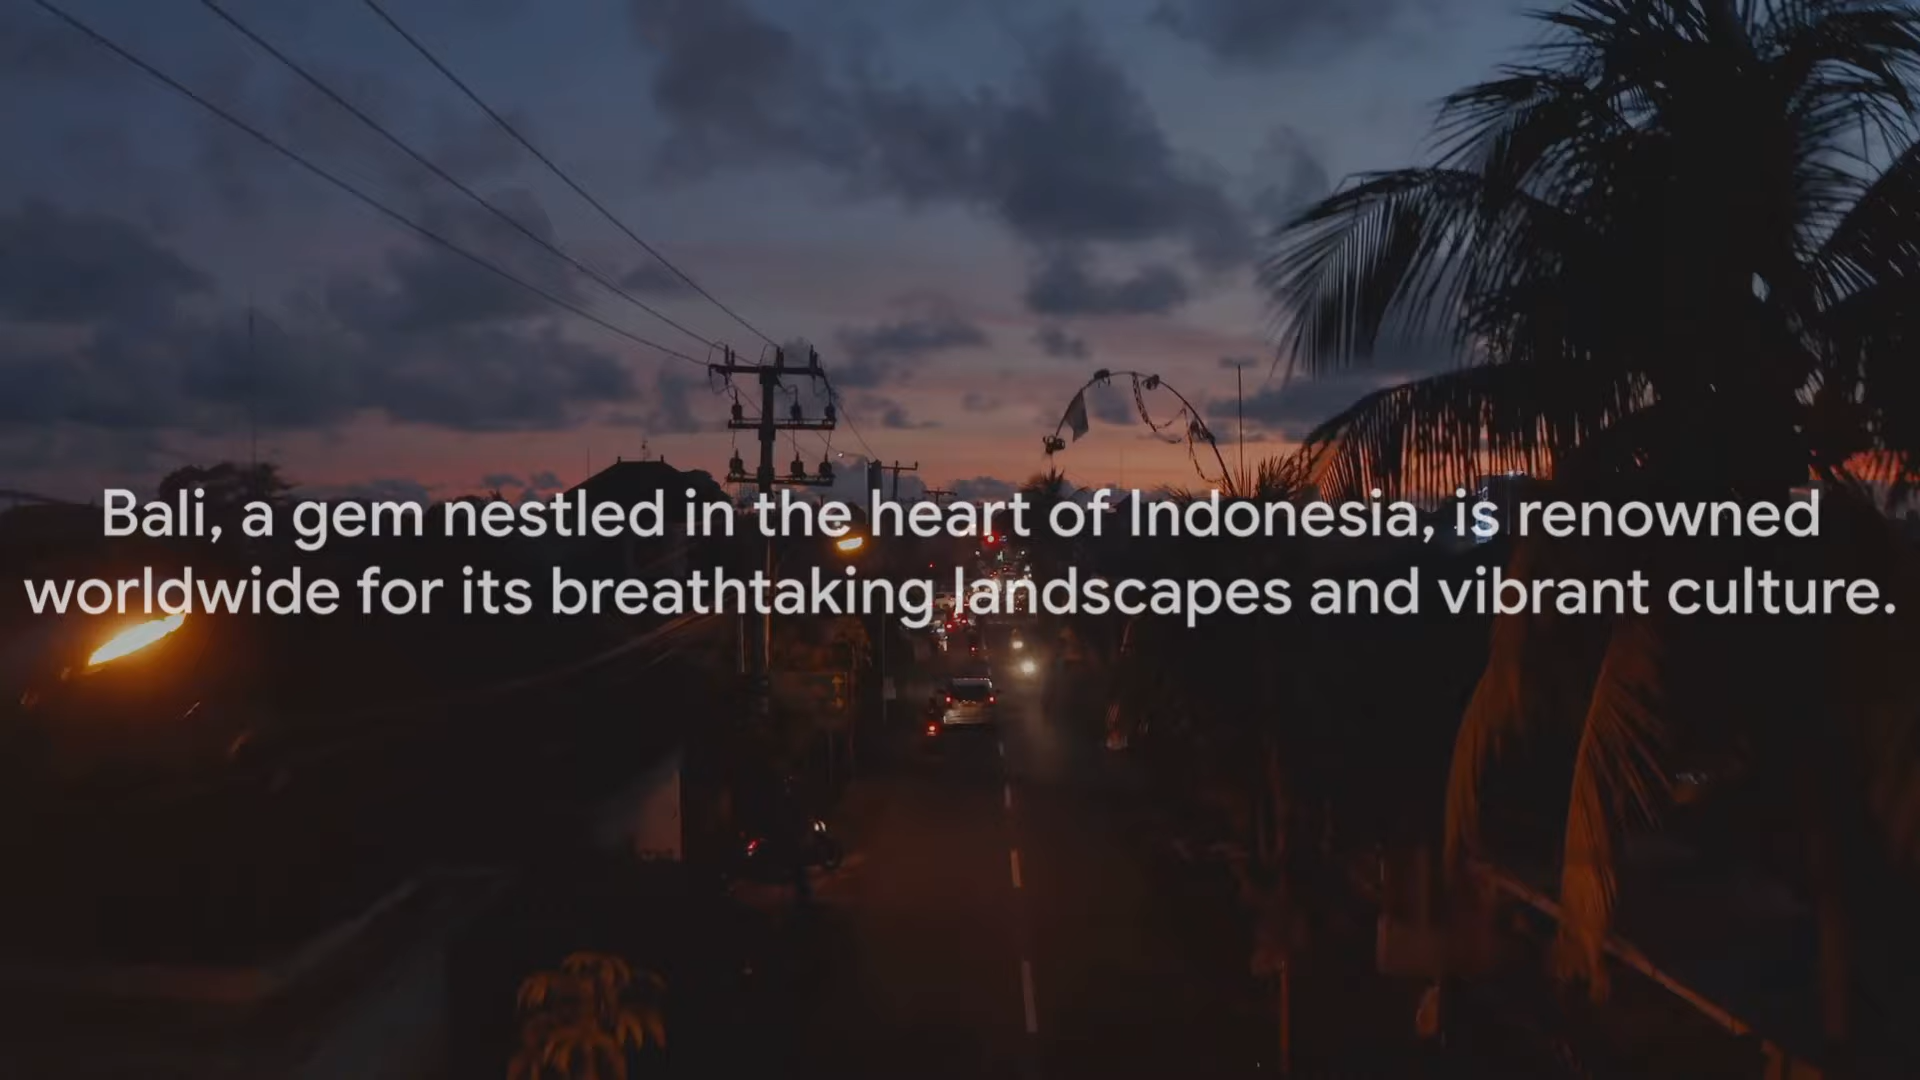 Bali, a gem nestled in the heart of Indonesia, is renowned
worldwide for its breathtaking landscapes and vibrant culture.